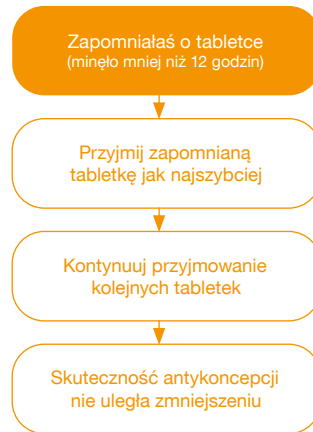 Zapomniałaś o tabletce
(minęło mniej niż 12 godzin)
Przyjmij zapomnianą
tabletkę jak najszybciej
Kontynuuj przyjmowanie
kolejnych tabletek
Skuteczność antykoncepcji
nie uległa zmniejszeniu